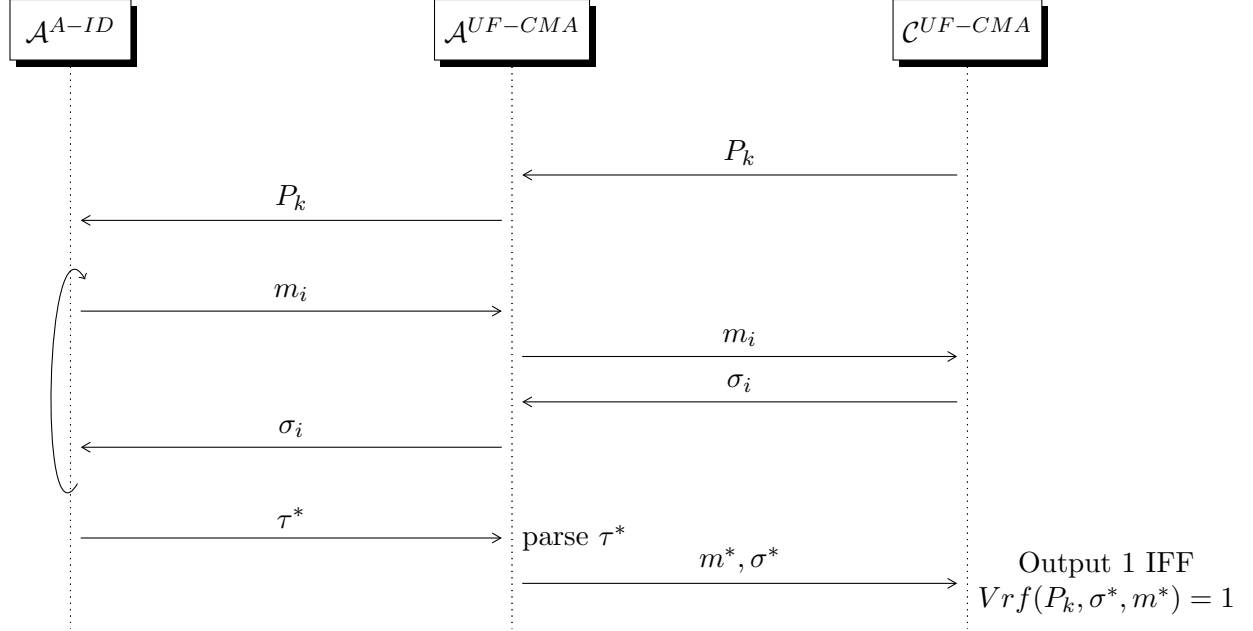 𝒜^{A−ID}
𝒜^{UF−CMA}
𝒞^{UF−CMA}
P_k
P_k
m_i
m_i
σ_i
σ_i
τ*
parse τ*
m*, σ*
Output 1 IFF
Vrf(P_k, σ*, m*) = 1